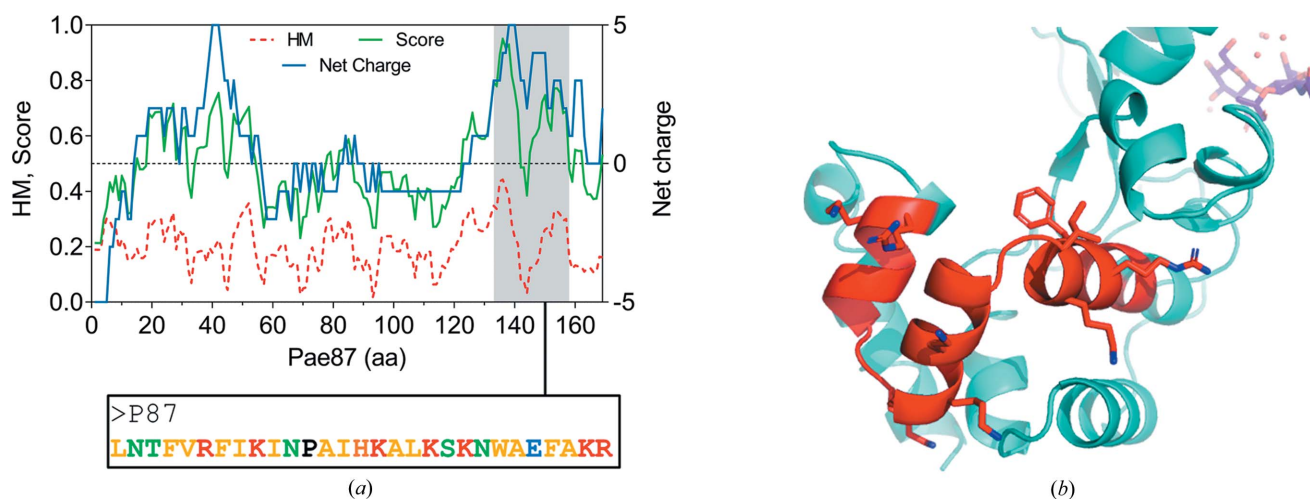 1.0
0.8
0.6
0.4
0.2
0.0
HM, Score
HM
Score
Net Charge
5
0
-5
Net charge
0
20
40
60
80
100
120
140
160
Pae87 (aa)
>P87
LNTFVRFIKINPAIHKALKSKNWAEFAKR
(a)
(b)